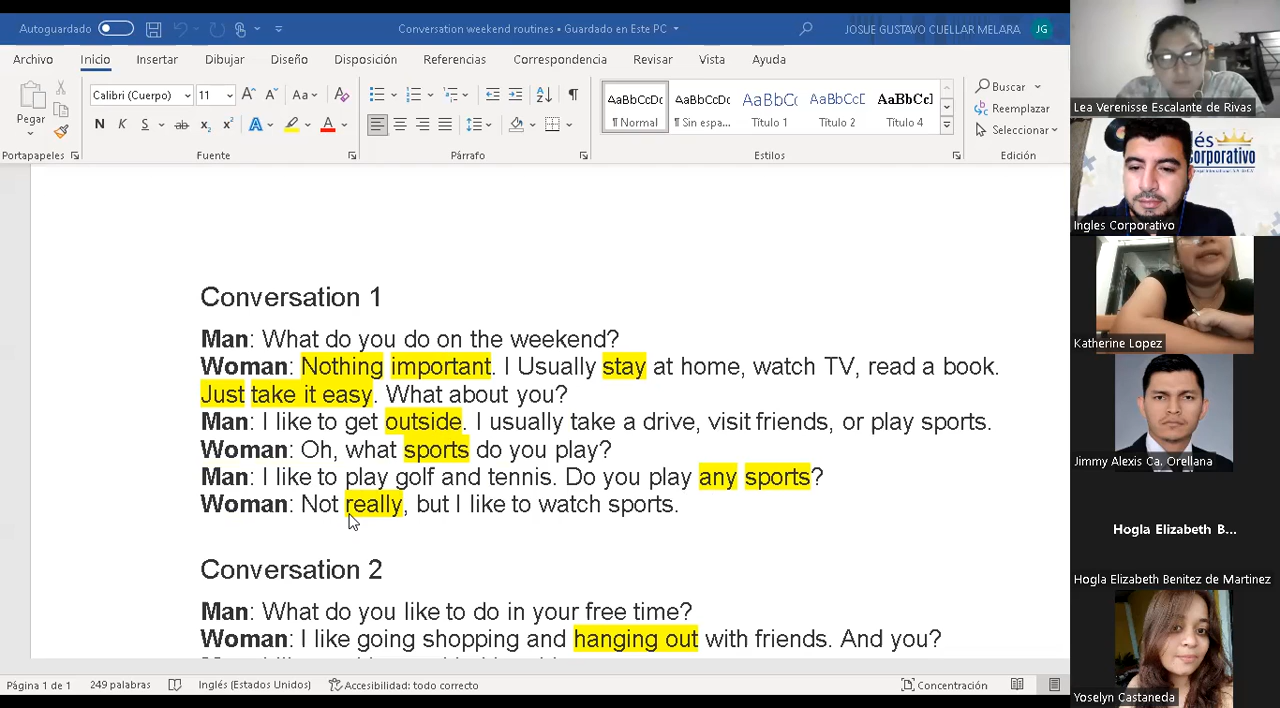 Autoguardado
Conversation weekend routines • Guardado en Este PC
JOSUE GUSTAVO CUELLAR MELARA
JG
Archivo Inicio Insertar Dibujar Diseño Disposición Referencias Correspondencia Revisar Vista Ayuda
Pegar
Calibri (Cuerpo) 11
Aa
N K S ab x₂ x² A A
AaBbCcDc AaBbCcDc AaBbC AaBbCcD AaBbCcI
¶ Normal ¶ Sin espa... Título 1 Título 2 Título 4
Buscar
Reemplazar
Seleccionar
Portapapeles Fuente Párrafo Estilos Edición
Conversation 1
Man: What do you do on the weekend?
Woman: Nothing important. I Usually stay at home, watch TV, read a book.
Just take it easy. What about you?
Man: I like to get outside. I usually take a drive, visit friends, or play sports.
Woman: Oh, what sports do you play?
Man: I like to play golf and tennis. Do you play any sports?
Woman: Not really, but I like to watch sports.
Conversation 2
Man: What do you like to do in your free time?
Woman: I like going shopping and hanging out with friends. And you?
Página 1 de 1 249 palabras Inglés (Estados Unidos) Accesibilidad: todo correcto Concentración
Lea Verenisse Escalante de Rivas
és
Corporativo
Ingles Corporativo
Katherine Lopez
Jimmy Alexis Ca. Orellana
Hogla Elizabeth B...
Hogla Elizabeth Benitez de Martinez
Yoselyn Castaneda